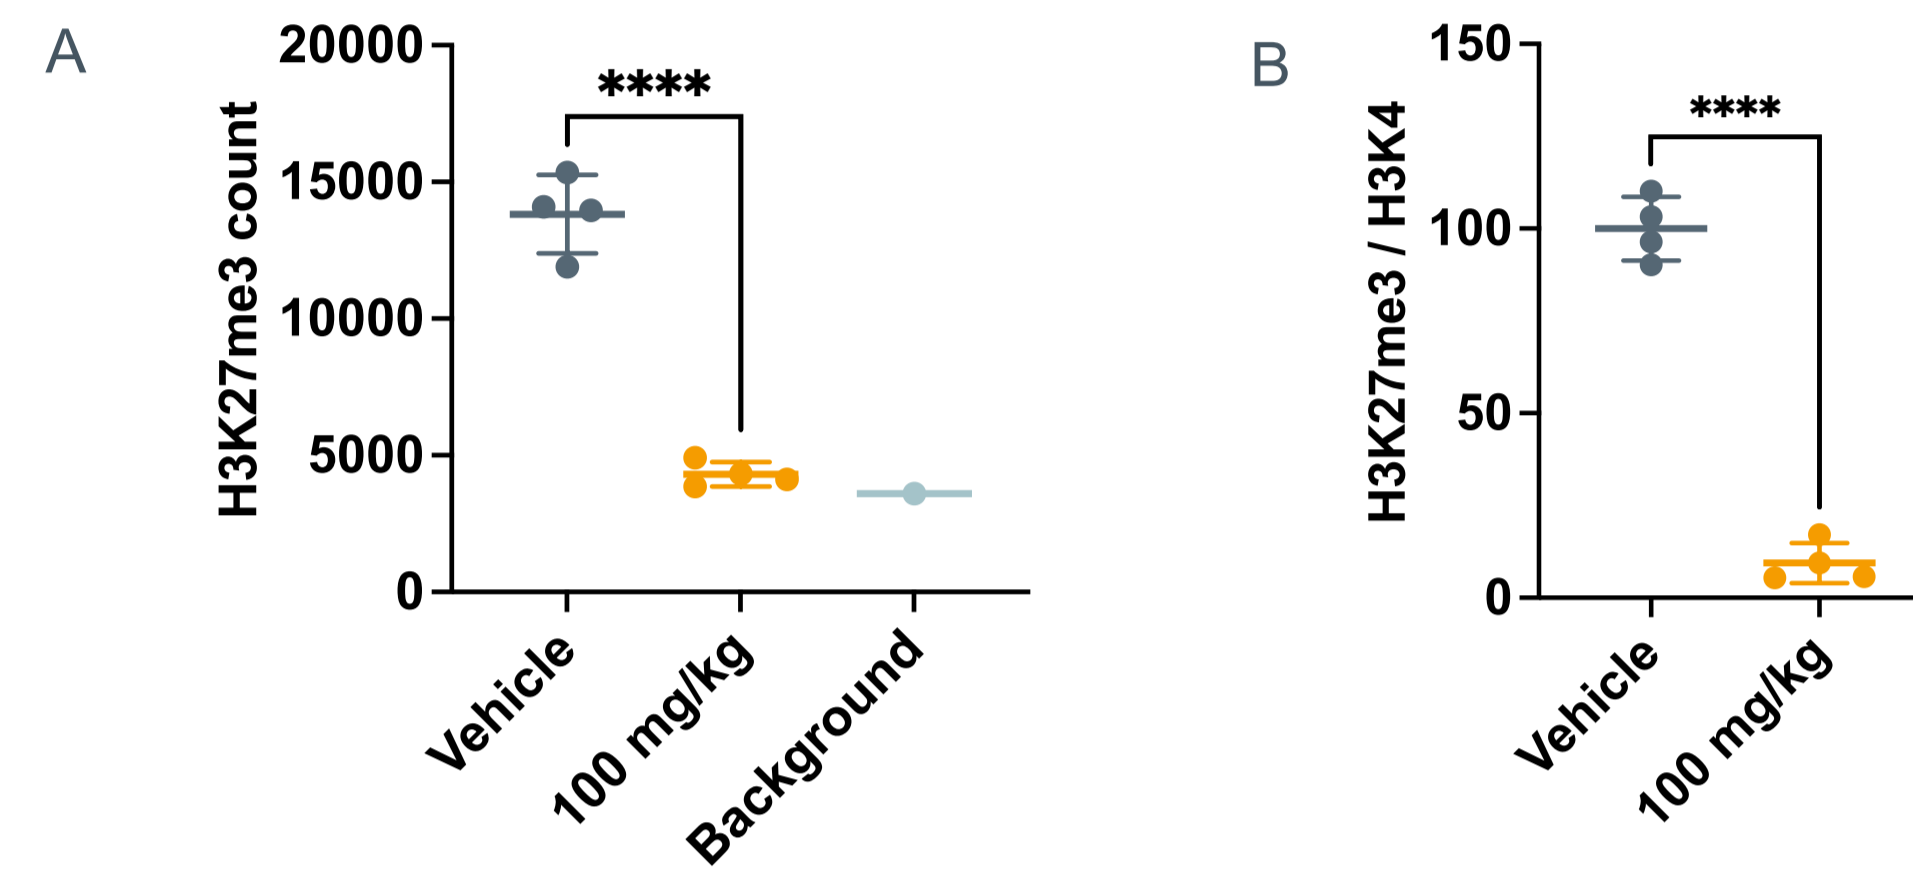 A
H3K27me3 count
20000
15000
10000
5000
0
****
Vehicle
100 mg/kg
Background
B
H3K27me3 / H3K4
150
100
50
0
****
Vehicle
100 mg/kg